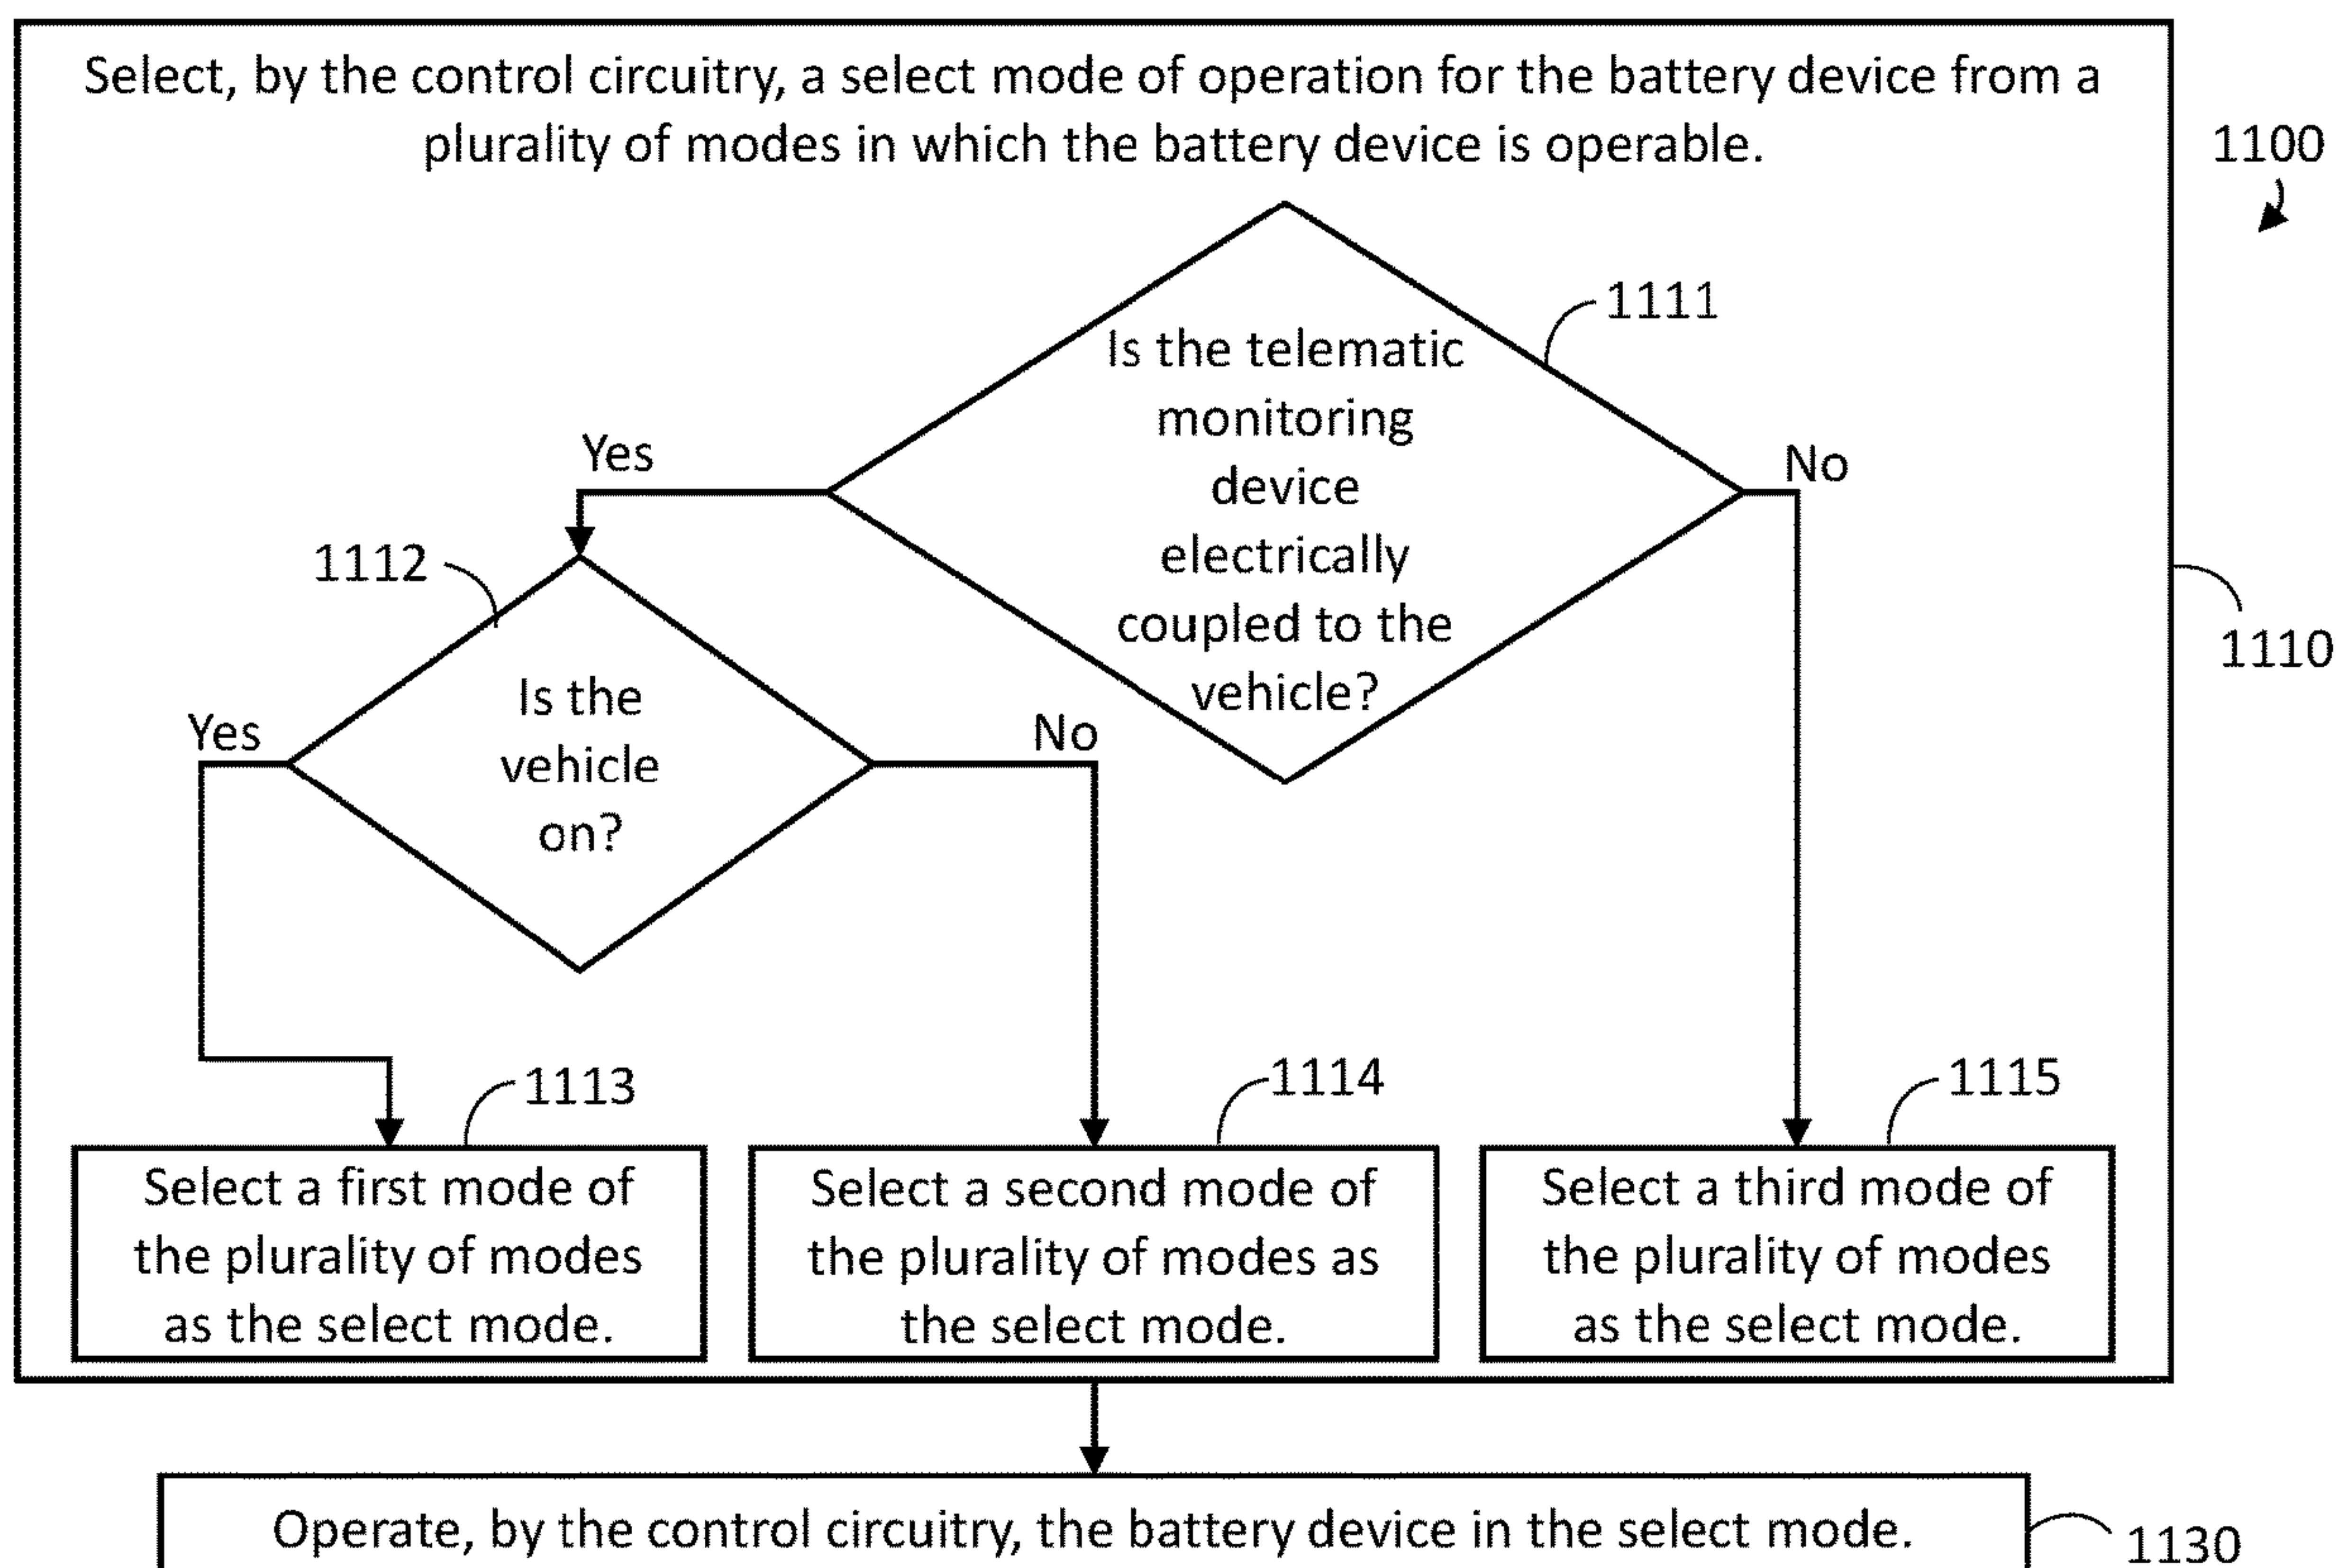 Select, by the control circuitry, a select mode of operation for the battery device from a
plurality of modes in which the battery device is operable.
1100
1111
Is the telematic
monitoring
device
electrically
coupled to the
vehicle?
Yes
No
1112
1110
Is the
vehicle
on?
Yes
No
1113
1114
1115
Select a first mode of
the plurality of modes
as the select mode.
Select a second mode of
the plurality of modes as
the select mode.
Select a third mode of
the plurality of modes
as the select mode.
Operate, by the control circuitry, the battery device in the select mode.
1130